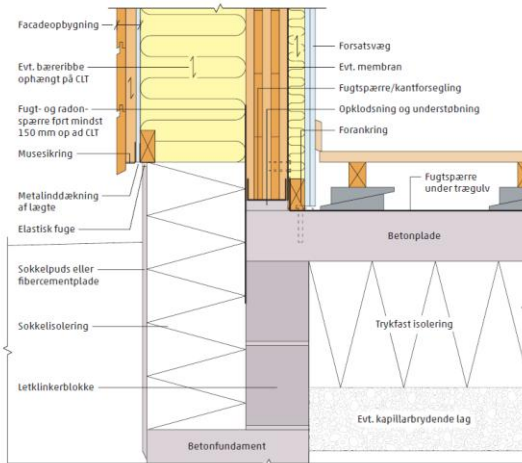 Facadeopbygning
Evt. bæreribbe
ophængt på CLT
Fugt- og radon-
spærre ført mindst
150 mm op ad CLT
Musesikring
Metalinddækning
af lægte
Elastisk fuge
Sokkelpuds eller
fibercementplade
Sokkelisolering
Letklinkerblokke
Betonfundament
Forsatsvæg
Evt. membran
Fugtspærre/kantforsegling
Opklodsning og understøbning
Forankring
Fugtspærre
under trægulv
Betonplade
Trykfast isolering
Evt. kapillarbrydende lag